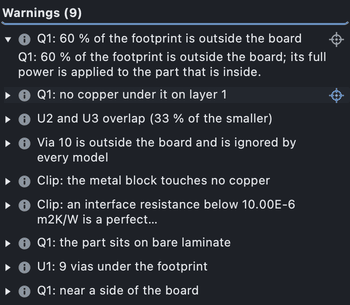 Warnings (9)
Q1: 60 % of the footprint is outside the board
Q1: 60 % of the footprint is outside the board; its full
power is applied to the part that is inside.
Q1: no copper under it on layer 1
U2 and U3 overlap (33 % of the smaller)
Via 10 is outside the board and is ignored by
every model
Clip: the metal block touches no copper
Clip: an interface resistance below 10.00E-6
m2K/W is a perfect...
Q1: the part sits on bare laminate
U1: 9 vias under the footprint
Q1: near a side of the board